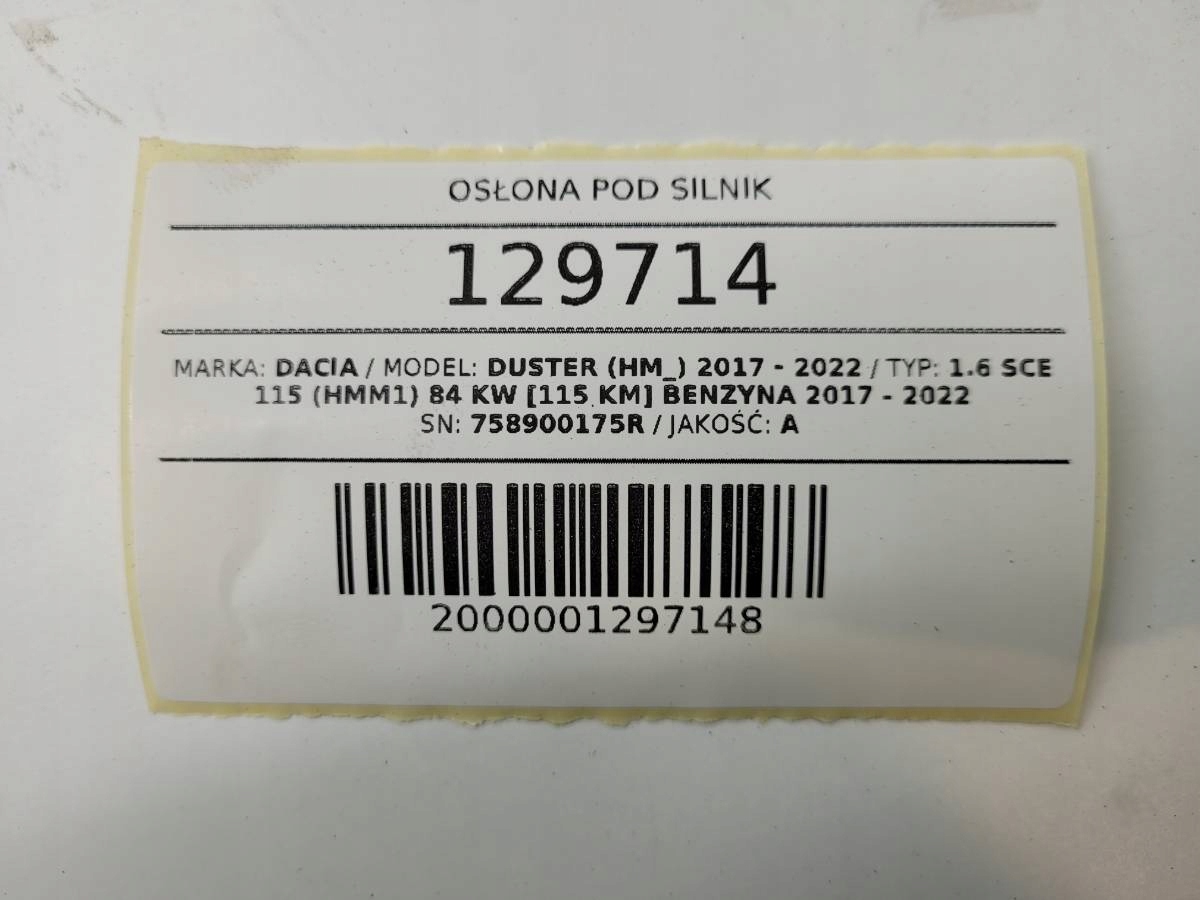 OSŁONA POD SILNIK
129714
MARKA: DACIA / MODEL: DUSTER (HM_) 2017 - 2022 / TYP: 1.6 SCE
115 (HMM1) 84 KW [115 KM] BENZYNA 2017 - 2022
SN: 758900175R / JAKOŚĆ: A
2000001297148